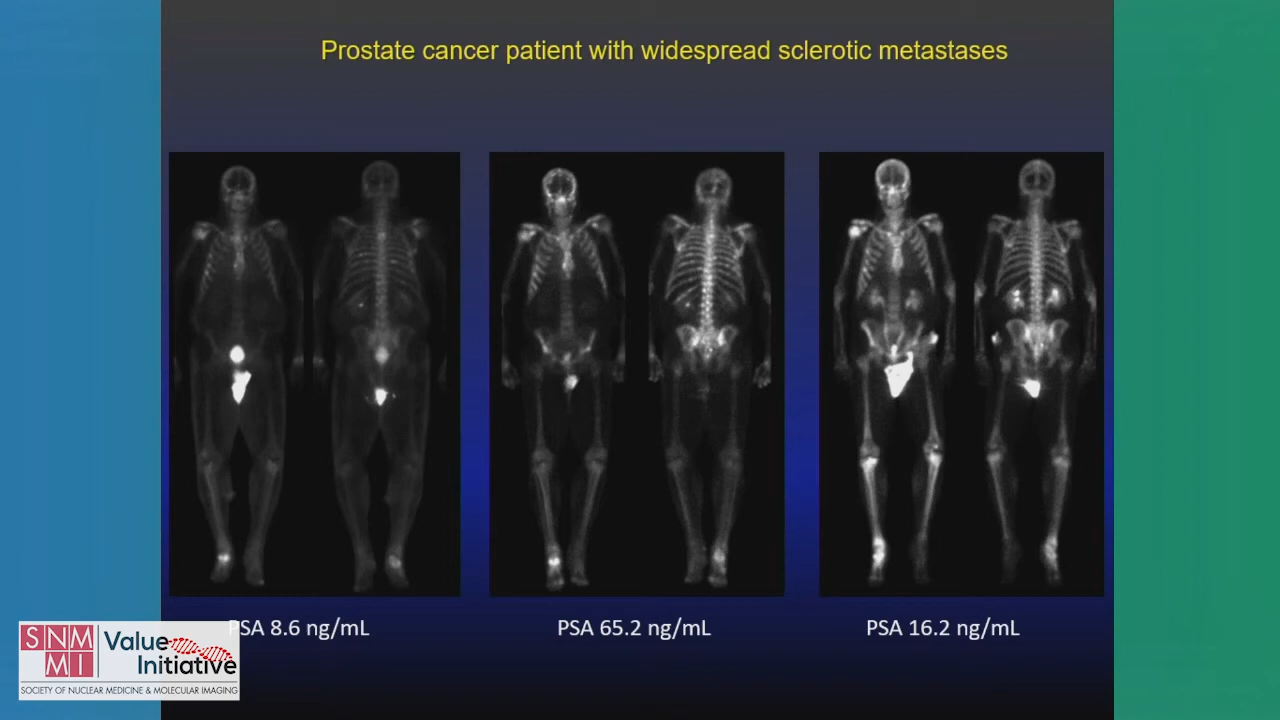 Prostate cancer patient with widespread sclerotic metastases
PSA 8.6 ng/mL
PSA 65.2 ng/mL
PSA 16.2 ng/mL
SNM
MI
Value
Initiative
SOCIETY OF NUCLEAR MEDICINE & MOLECULAR IMAGING